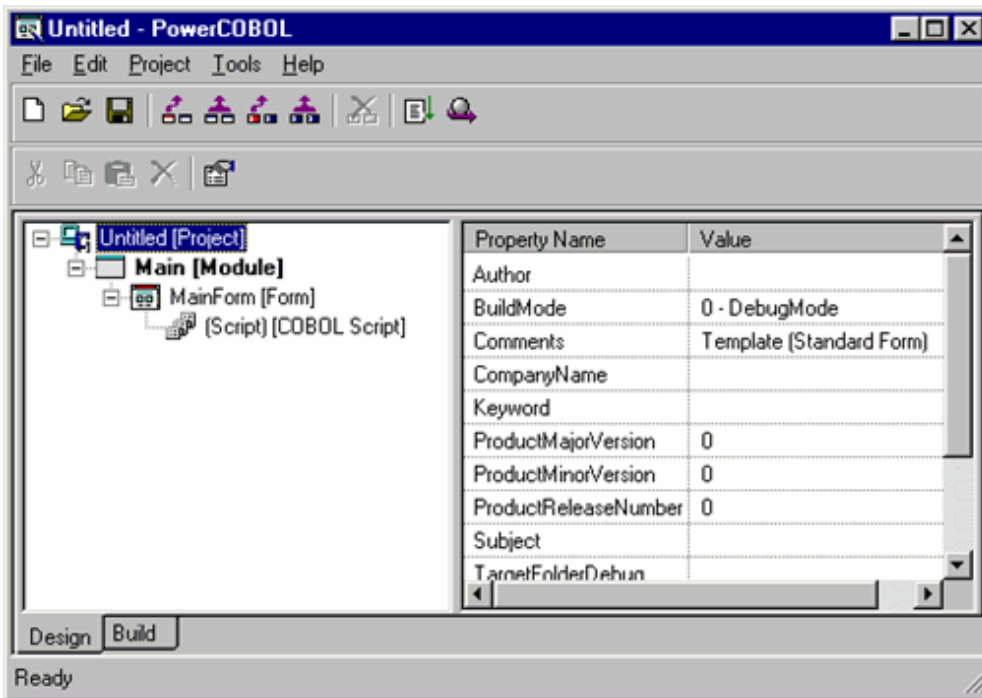 Untitled - PowerCOBOL
File Edit Project Tools Help
Untitled [Project]
Main [Module]
MainForm [Form]
(Script) [COBOL Script]
Property Name Value
Author
BuildMode 0 - DebugMode
Comments Template (Standard Form)
CompanyName
Keyword
ProductMajorVersion 0
ProductMinorVersion 0
ProductReleaseNumber 0
Subject
TargetFolderDebug
Design Build
Ready